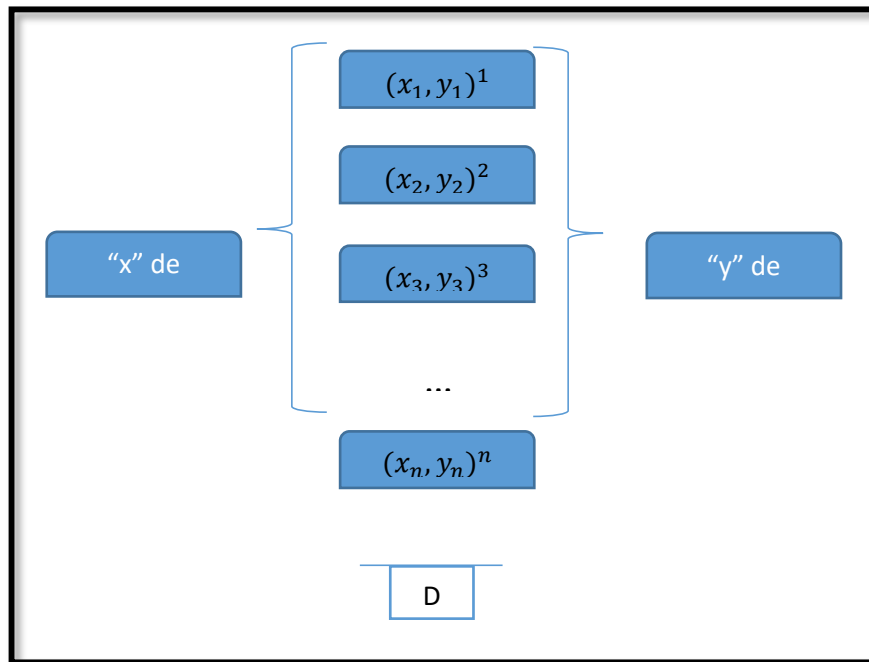 (x₁, y₁)¹
(x₂, y₂)²
“x” de
(x₃, y₃)³
“y” de
...
(xₙ, yₙ)ⁿ
D